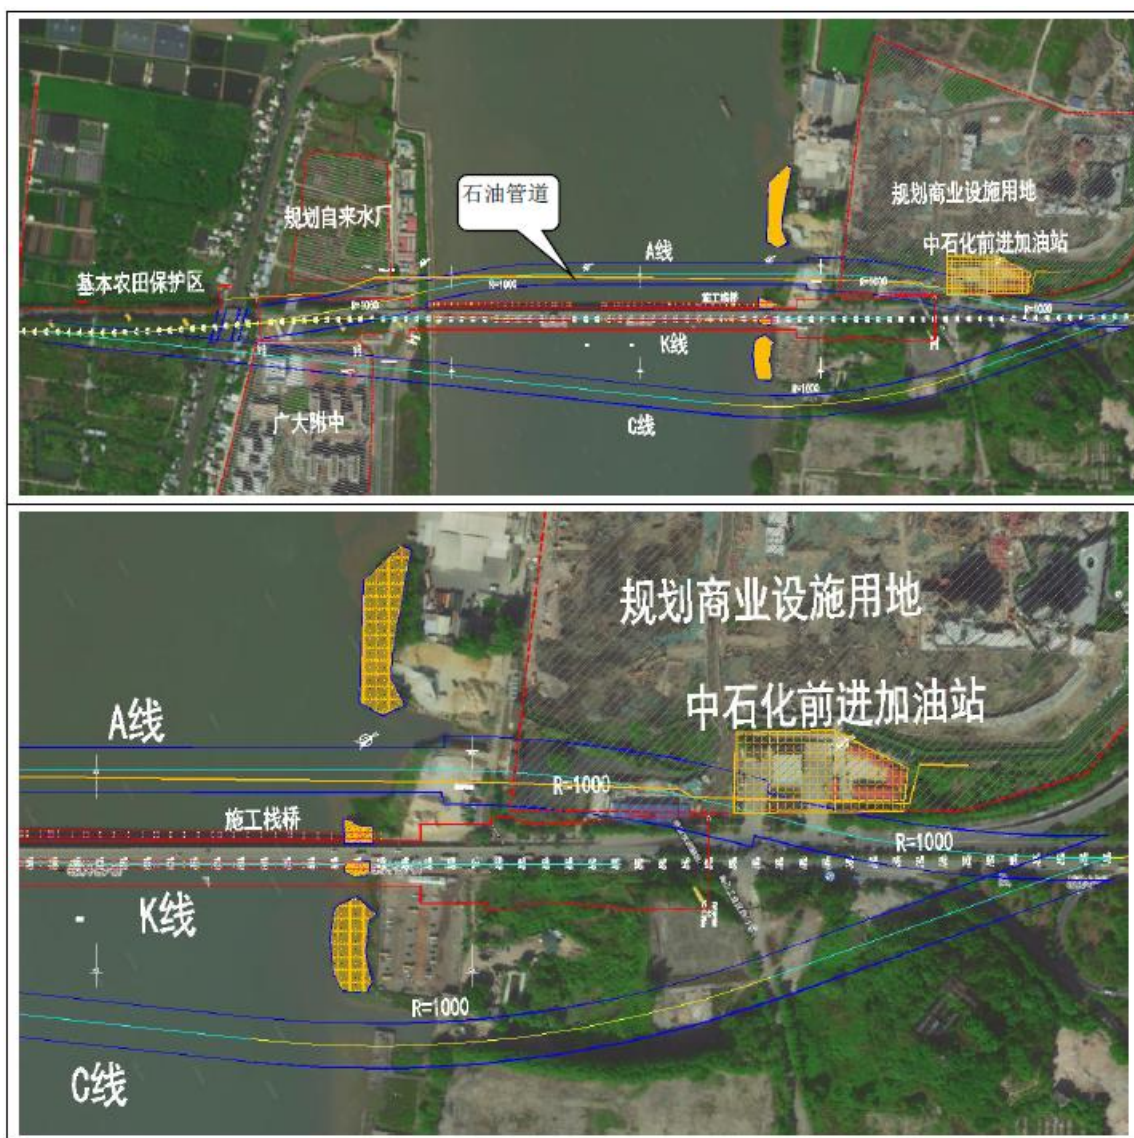 石油管道
规划商业设施用地
规划自来水厂
中石化前进加油站
A线
基本农田保护区
R=1000
R=1000
R=1000
施工栈桥
R=1000
K线
R=1000
广大附中
C线
规划商业设施用地
中石化前进加油站
A线
R=1000
施工栈桥
R=1000
K线
R=1000
C线